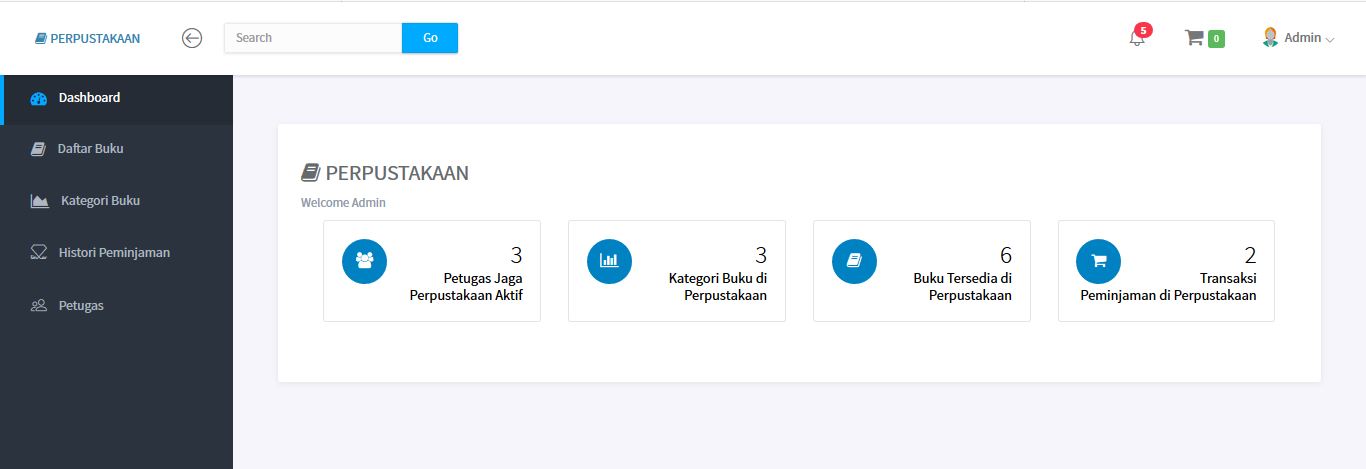 PERPUSTAKAAN
Search
Go
5
0
Admin
Dashboard
Daftar Buku
Kategori Buku
Histori Peminjaman
Petugas
PERPUSTAKAAN
Welcome Admin
3
Petugas Jaga
Perpustakaan Aktif
3
Kategori Buku di
Perpustakaan
6
Buku Tersedia di
Perpustakaan
2
Transaksi
Peminjaman di Perpustakaan